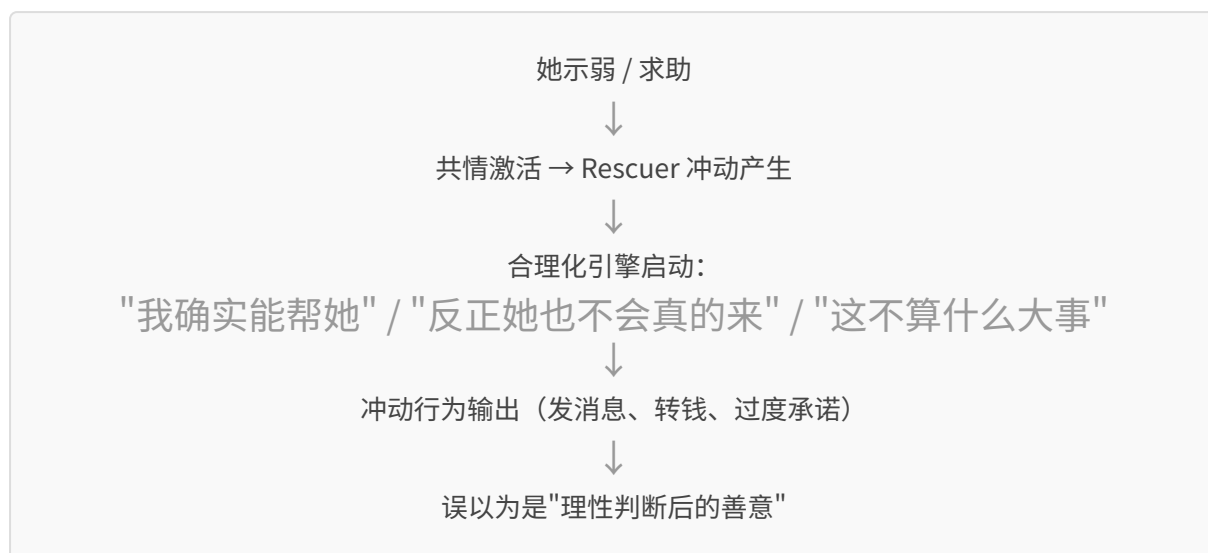 她示弱 / 求助
↓
共情激活 → Rescuer 冲动产生
↓
合理化引擎启动：
"我确实能帮她" / "反正她也不会真的来" / "这不算什么大事"
↓
冲动行为输出（发消息、转钱、过度承诺）
↓
误以为是"理性判断后的善意"